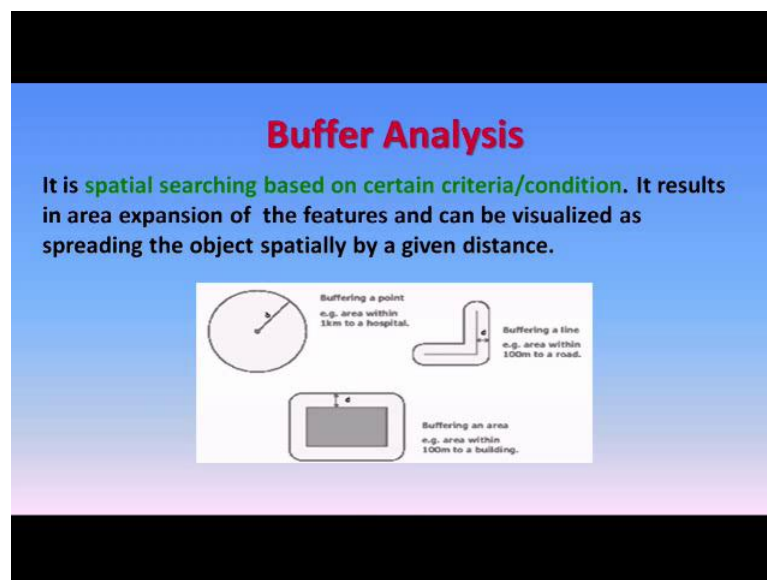 Buffer Analysis
It is spatial searching based on certain criteria/condition. It results
in area expansion of the features and can be visualized as
spreading the object spatially by a given distance.
Buffering a point
e.g. area within
1km to a hospital.
d
Buffering a line
e.g. area within
100m to a road.
d
Buffering an area
e.g. area within
100m to a building.